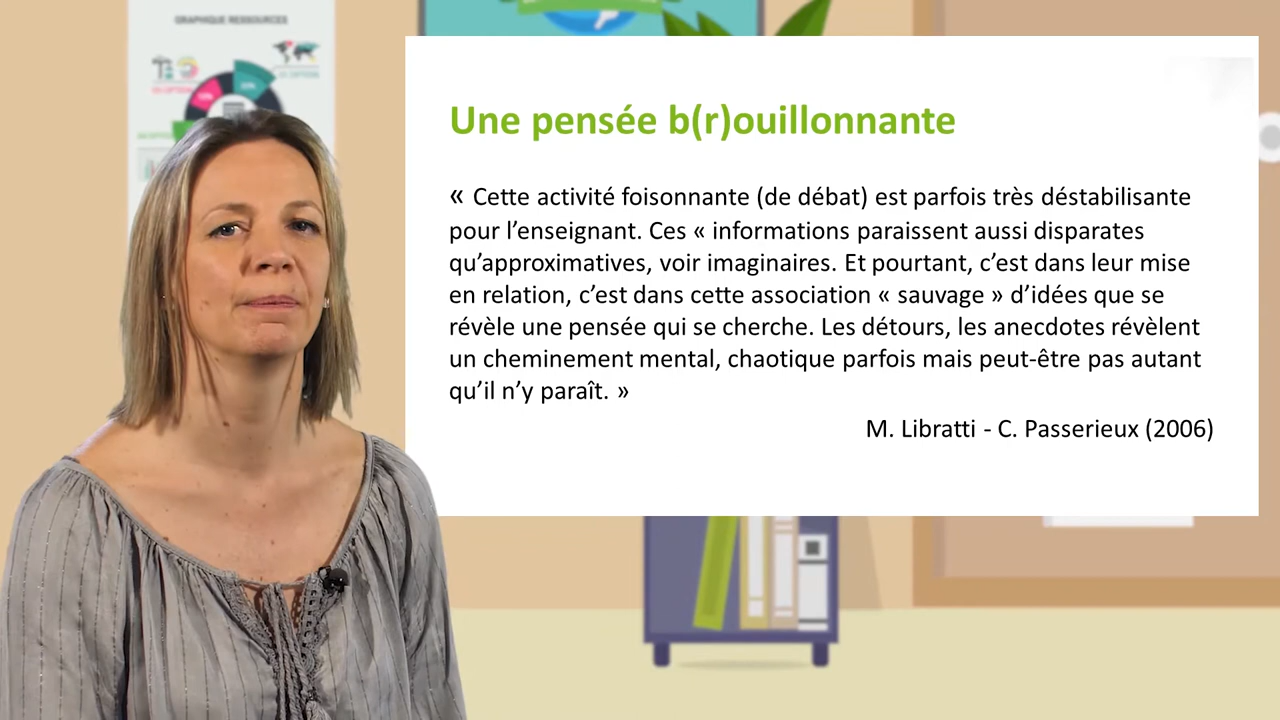 GRAPHIQUE RESSOURCES
Une pensée b(r)ouillonnante
« Cette activité foisonnante (de débat) est parfois très déstabilisante
pour l’enseignant. Ces « informations paraissent aussi disparates
qu’approximatives, voir imaginaires. Et pourtant, c’est dans leur mise
en relation, c’est dans cette association « sauvage » d’idées que se
révèle une pensée qui se cherche. Les détours, les anecdotes révèlent
un cheminement mental, chaotique parfois mais peut-être pas autant
qu’il n’y paraît. »
M. Libratti - C. Passerieux (2006)